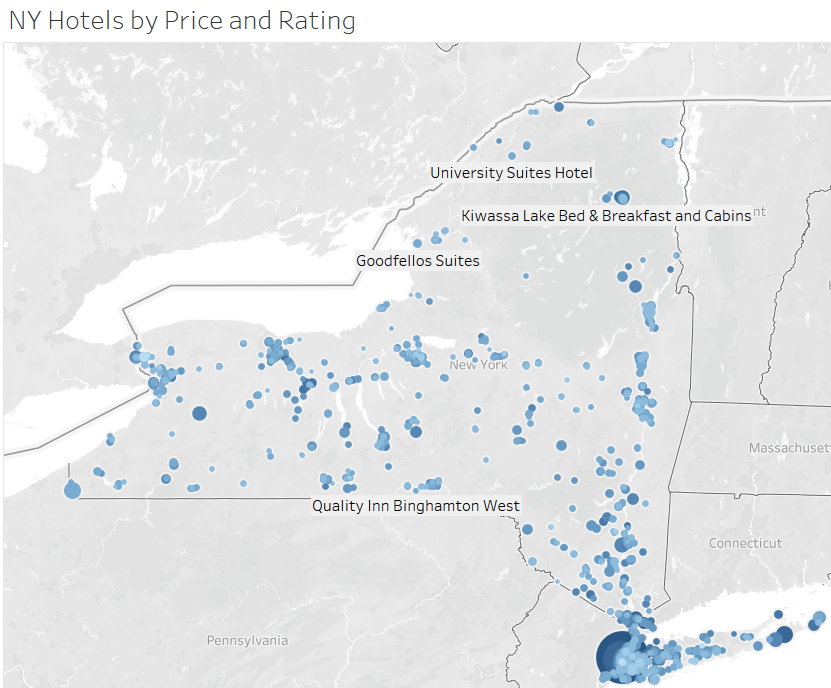 NY Hotels by Price and Rating
University Suites Hotel
Kiwassa Lake Bed & Breakfast and Cabins
nt
Goodfellos Suites
New York
Massachuset
Quality Inn Binghamton West
Connecticut
Pennsylvania